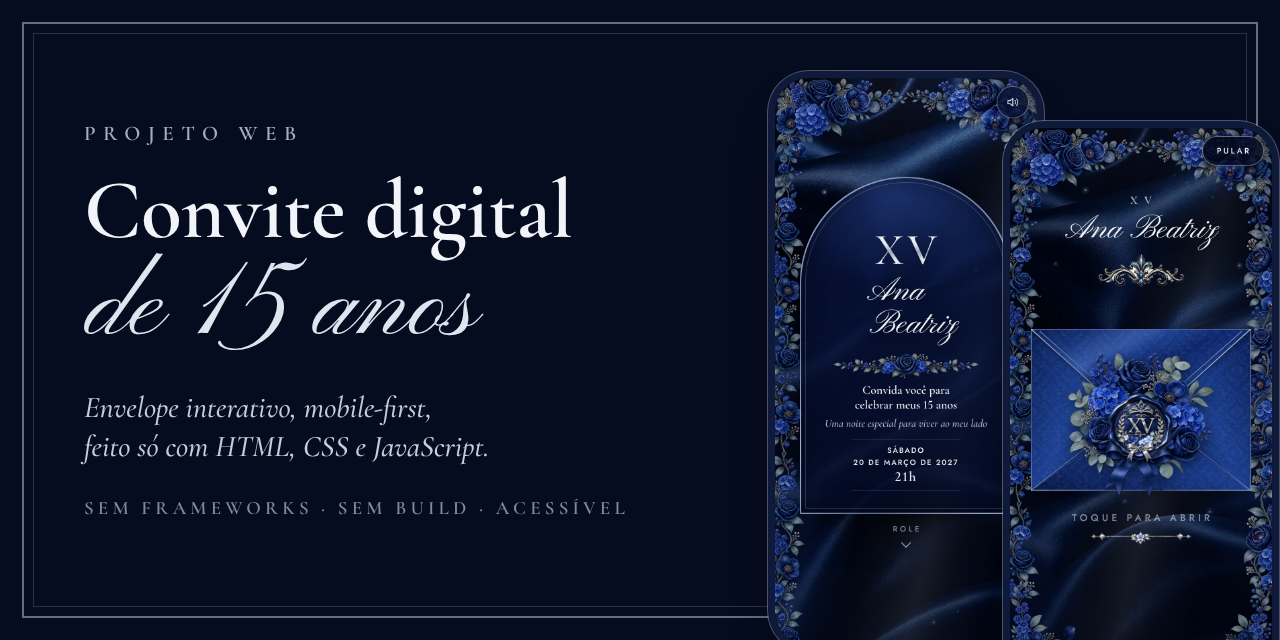 PROJETO WEB
Convite digital
de 15 anos
Envelope interativo, mobile-first,
feito só com HTML, CSS e JavaScript.
SEM FRAMEWORKS · SEM BUILD · ACESSÍVEL
XV
Ana
Beatriz
Convida você para
celebrar meus 15 anos
Uma noite especial para viver ao meu lado
SÁBADO
20 DE MARÇO DE 2027
21h
ROLE
PULAR
XV
Ana Beatriz
XV
TOQUE PARA ABRIR